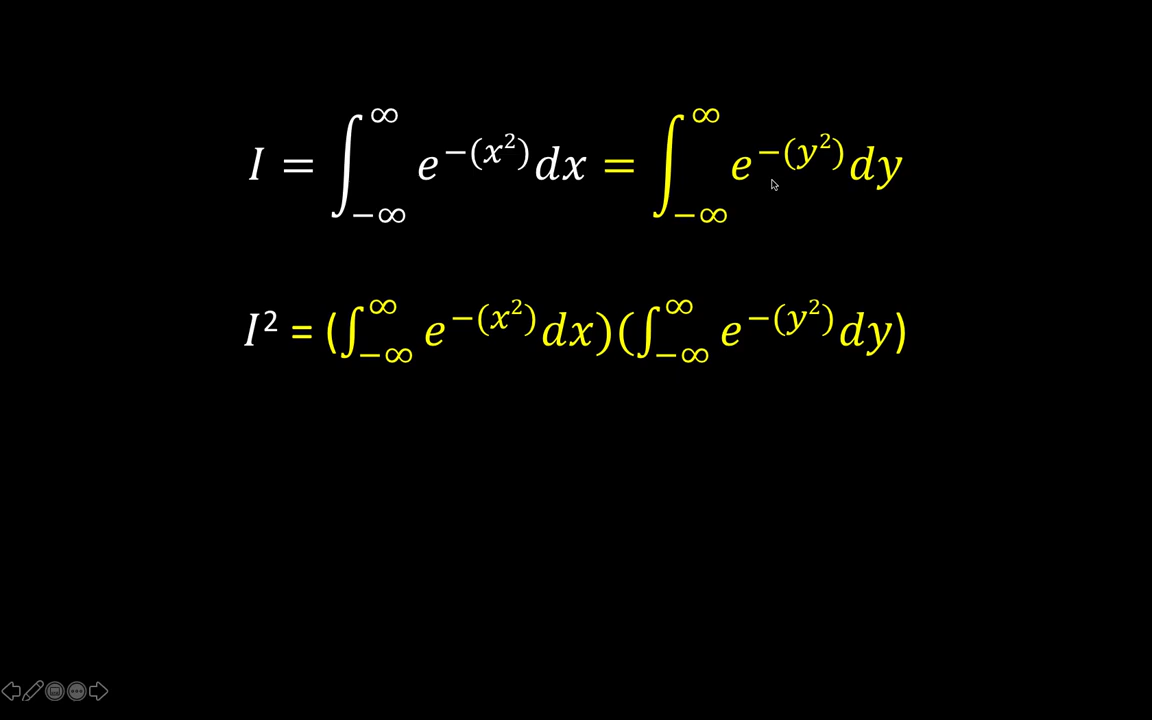 I = ∫_{−∞}^{∞} e^{−(x²)} dx = ∫_{−∞}^{∞} e^{−(y²)} dy
I² = (∫_{−∞}^{∞} e^{−(x²)} dx)(∫_{−∞}^{∞} e^{−(y²)} dy)